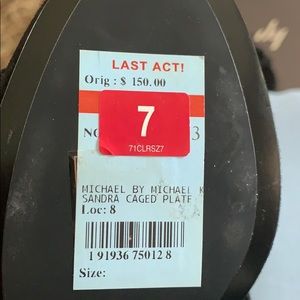 LAST ACT!
Orig : $ 150.00
7
71CLRSZ7
MICHAEL BY MICHAEL K
SANDRA CAGED PLATE
Loc: 8
1 91936 75012 8
Size: